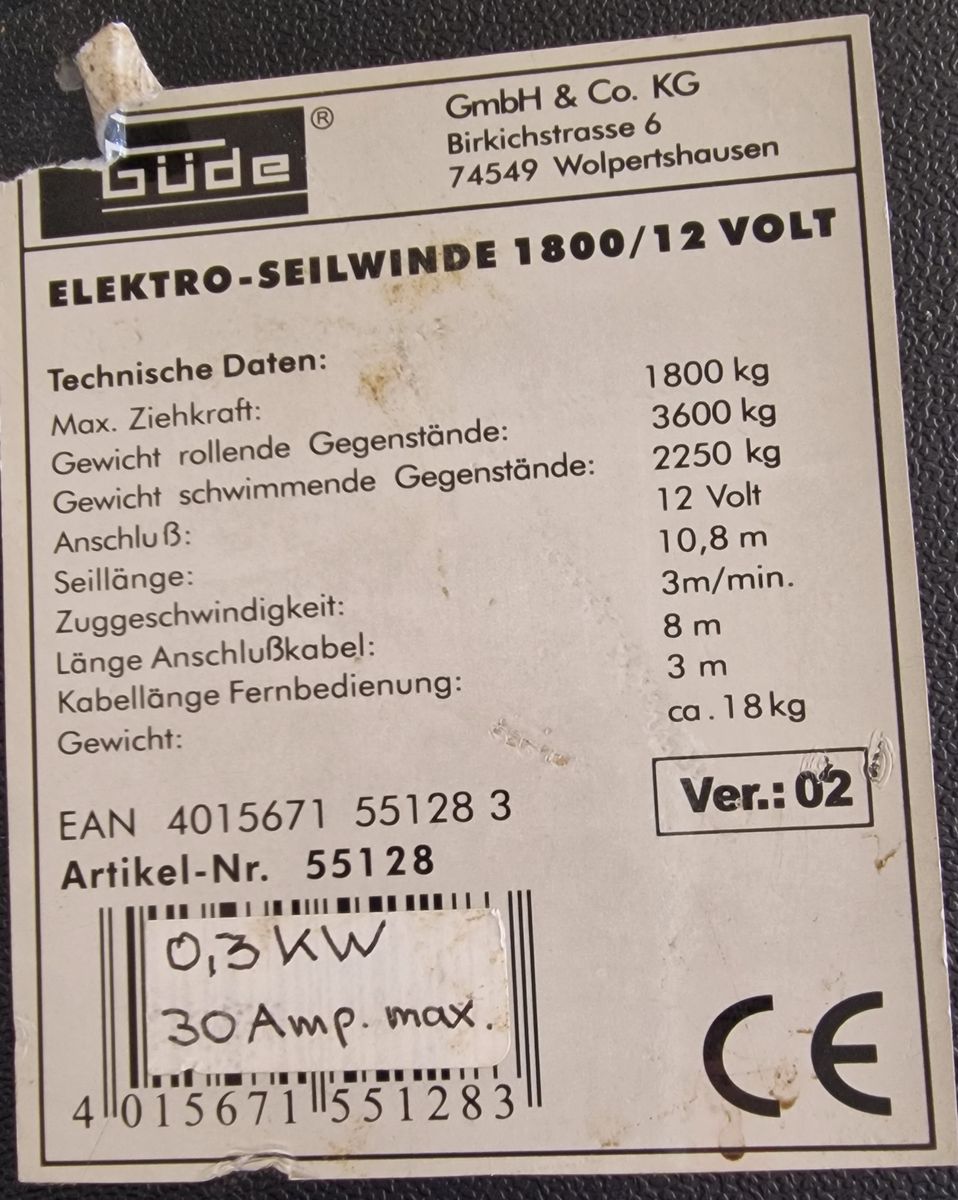 Güde ®
GmbH & Co. KG
Birkichstrasse 6
74549 Wolpertshausen
ELEKTRO-SEILWINDE 1800/12 VOLT
Technische Daten:
Max. Ziehkraft: 1800 kg
Gewicht rollende Gegenstände: 3600 kg
Gewicht schwimmende Gegenstände: 2250 kg
Anschluß: 12 Volt
Seillänge: 10,8 m
Zuggeschwindigkeit: 3m/min.
Länge Anschlußkabel: 8 m
Kabellänge Fernbedienung: 3 m
Gewicht: ca. 18kg
EAN 4015671 55128 3
Ver.: 02
Artikel-Nr. 55128
0,3 KW
30 Amp. max.
CE
4 015671 551283